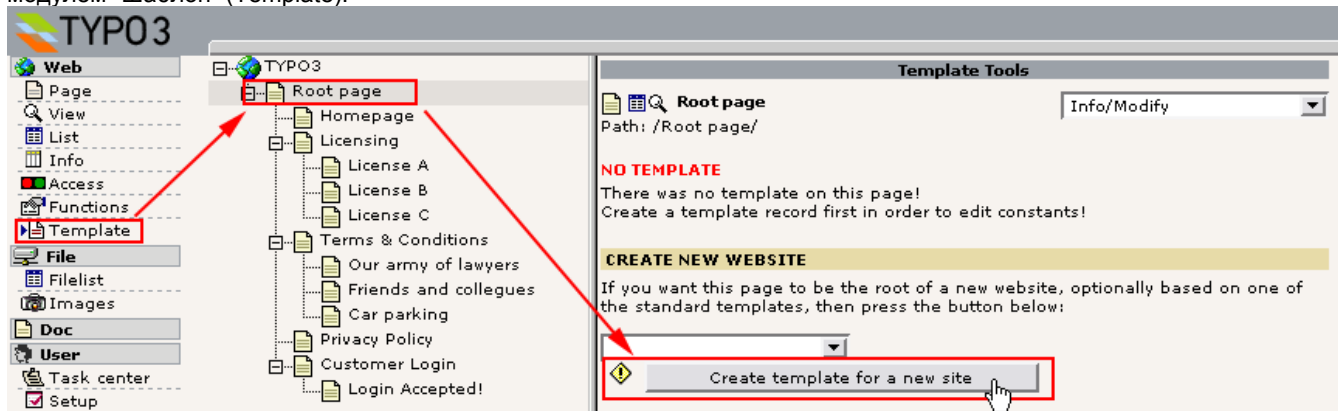 модулем "Шаблон" (Template).
TYPO3
Web
Page
View
List
Info
Access
Functions
Template
File
Filelist
Images
Doc
User
Task center
Setup
TYPO3
Root page
Homepage
Licensing
License A
License B
License C
Terms & Conditions
Our army of lawyers
Friends and collegues
Car parking
Privacy Policy
Customer Login
Login Accepted!
Template Tools
Root page
Info/Modify
Path: /Root page/
NO TEMPLATE
There was no template on this page!
Create a template record first in order to edit constants!
CREATE NEW WEBSITE
If you want this page to be the root of a new website, optionally based on one of
the standard templates, then press the button below:
Create template for a new site